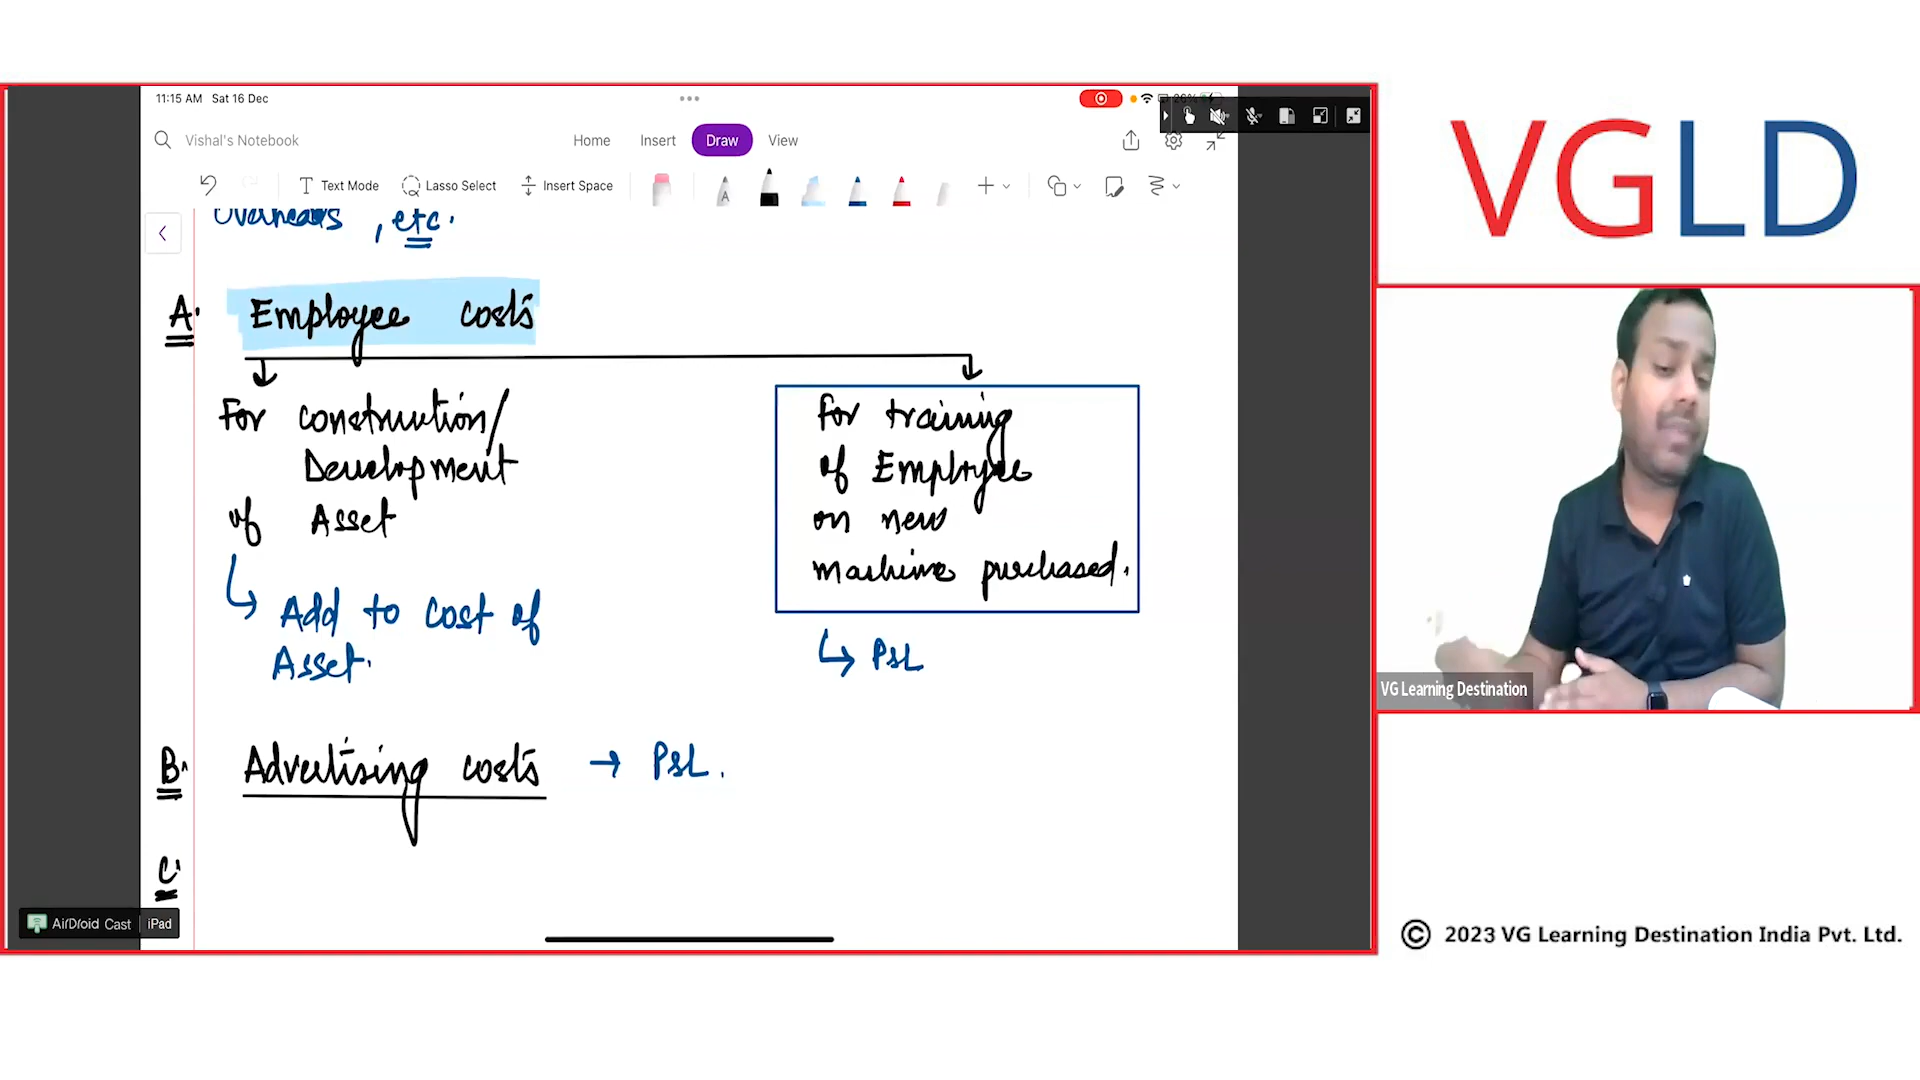 11:15 AM Sat 16 Dec
26%
Vishal's Notebook
Home Insert Draw View
Text Mode Lasso Select Insert Space
Overheads, etc.
A. Employee costs
For construction/
Development
of Asset
Add to cost of
Asset.
For training
of Employee
on new
machine purchased.
P&L
B. Advertising costs → P&L.
C.
AirDroid Cast iPad
VGLD
VG Learning Destination
© 2023 VG Learning Destination India Pvt. Ltd.